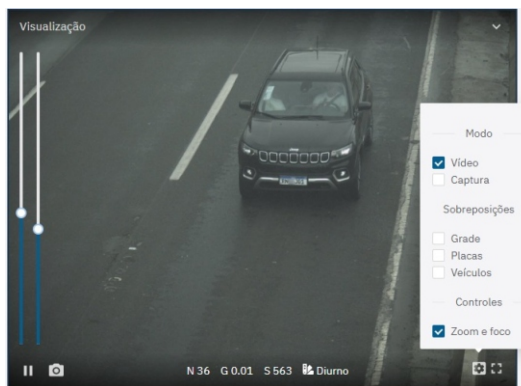 Visualização
Modo
Vídeo
Captura
Sobreposições
Grade
Placas
Veículos
Controles
Zoom e foco
N 36 G 0.01 S 563 Diurno